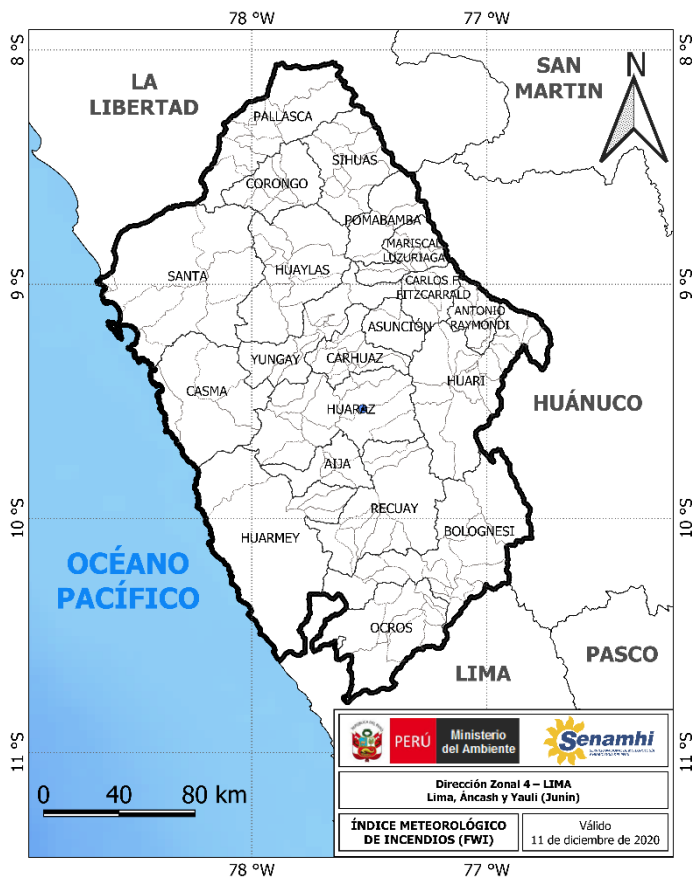 78 °W
77 °W
8 °S
8 °S
LA
LIBERTAD
SAN
MARTIN
N
PALLASCA
SIHUAS
CORONGO
POMABAMBA
MARISCAL
LUZURIAGA
SANTA
HUAYLAS
9 °S
9 °S
CARLOS F.
FITZCARRALD
ANTONIO
RAYMONDI
ASUNCIÓN
YUNGAY
CARHUAZ
HUARI
CASMA
HUARAZ
HUÁNUCO
AIJA
RECUAY
10 °S
10 °S
HUARMEY
BOLOGNESI
OCÉANO
PACÍFICO
OCROS
LIMA
PASCO
11 °S
11 °S
PERÚ
Ministerio
del Ambiente
Senamhi
0 40 80 km
Dirección Zonal 4 – LIMA
Lima, Áncash y Yauli (Junín)
ÍNDICE METEOROLÓGICO
DE INCENDIOS (FWI)
Válido
11 de diciembre de 2020
78 °W
77 °W